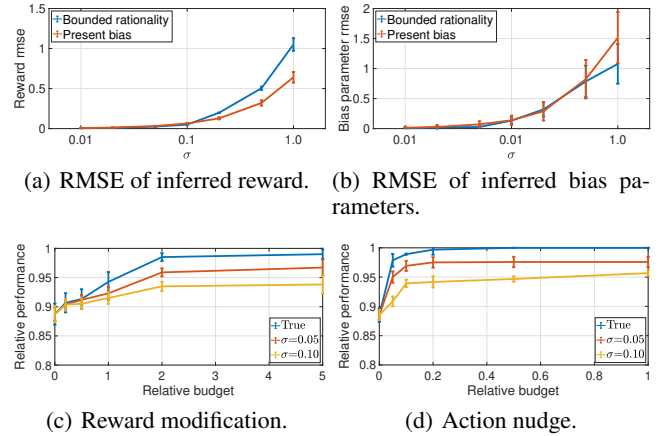 Reward rmse
1.5
1
0.5
0
Bounded rationality
Present bias
0.01
0.1
1.0
σ
(a) RMSE of inferred reward.
Bias parameter rmse
2
1.5
1
0.5
0
Bounded rationality
Present bias
0.01
0.01
1.0
σ
(b) RMSE of inferred bias pa-
rameters.
Relative performance
1
0.95
0.9
0.85
0.8
True
σ=0.05
σ=0.10
0
1
2
3
4
5
Relative budget
(c) Reward modification.
Relative performance
1
0.95
0.9
0.85
0.8
True
σ=0.05
σ=0.10
0
0.2
0.4
0.6
0.8
1
Relative budget
(d) Action nudge.